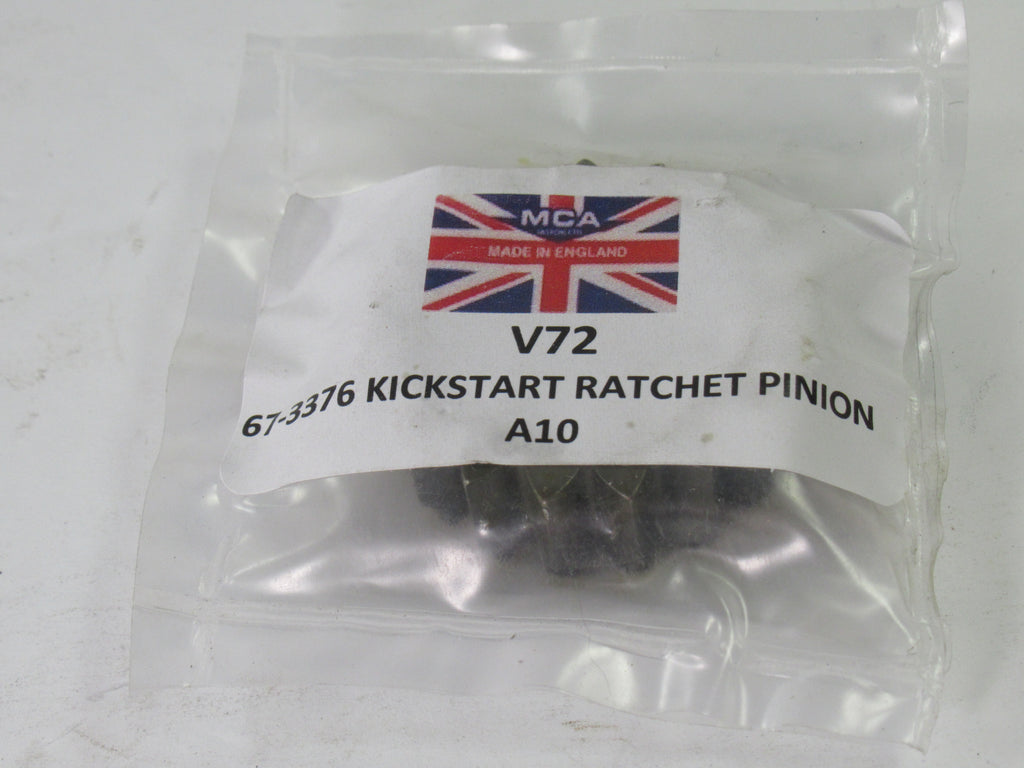 MCA
MADE IN ENGLAND
V72
67-3376 KICKSTART RATCHET PINION
A10